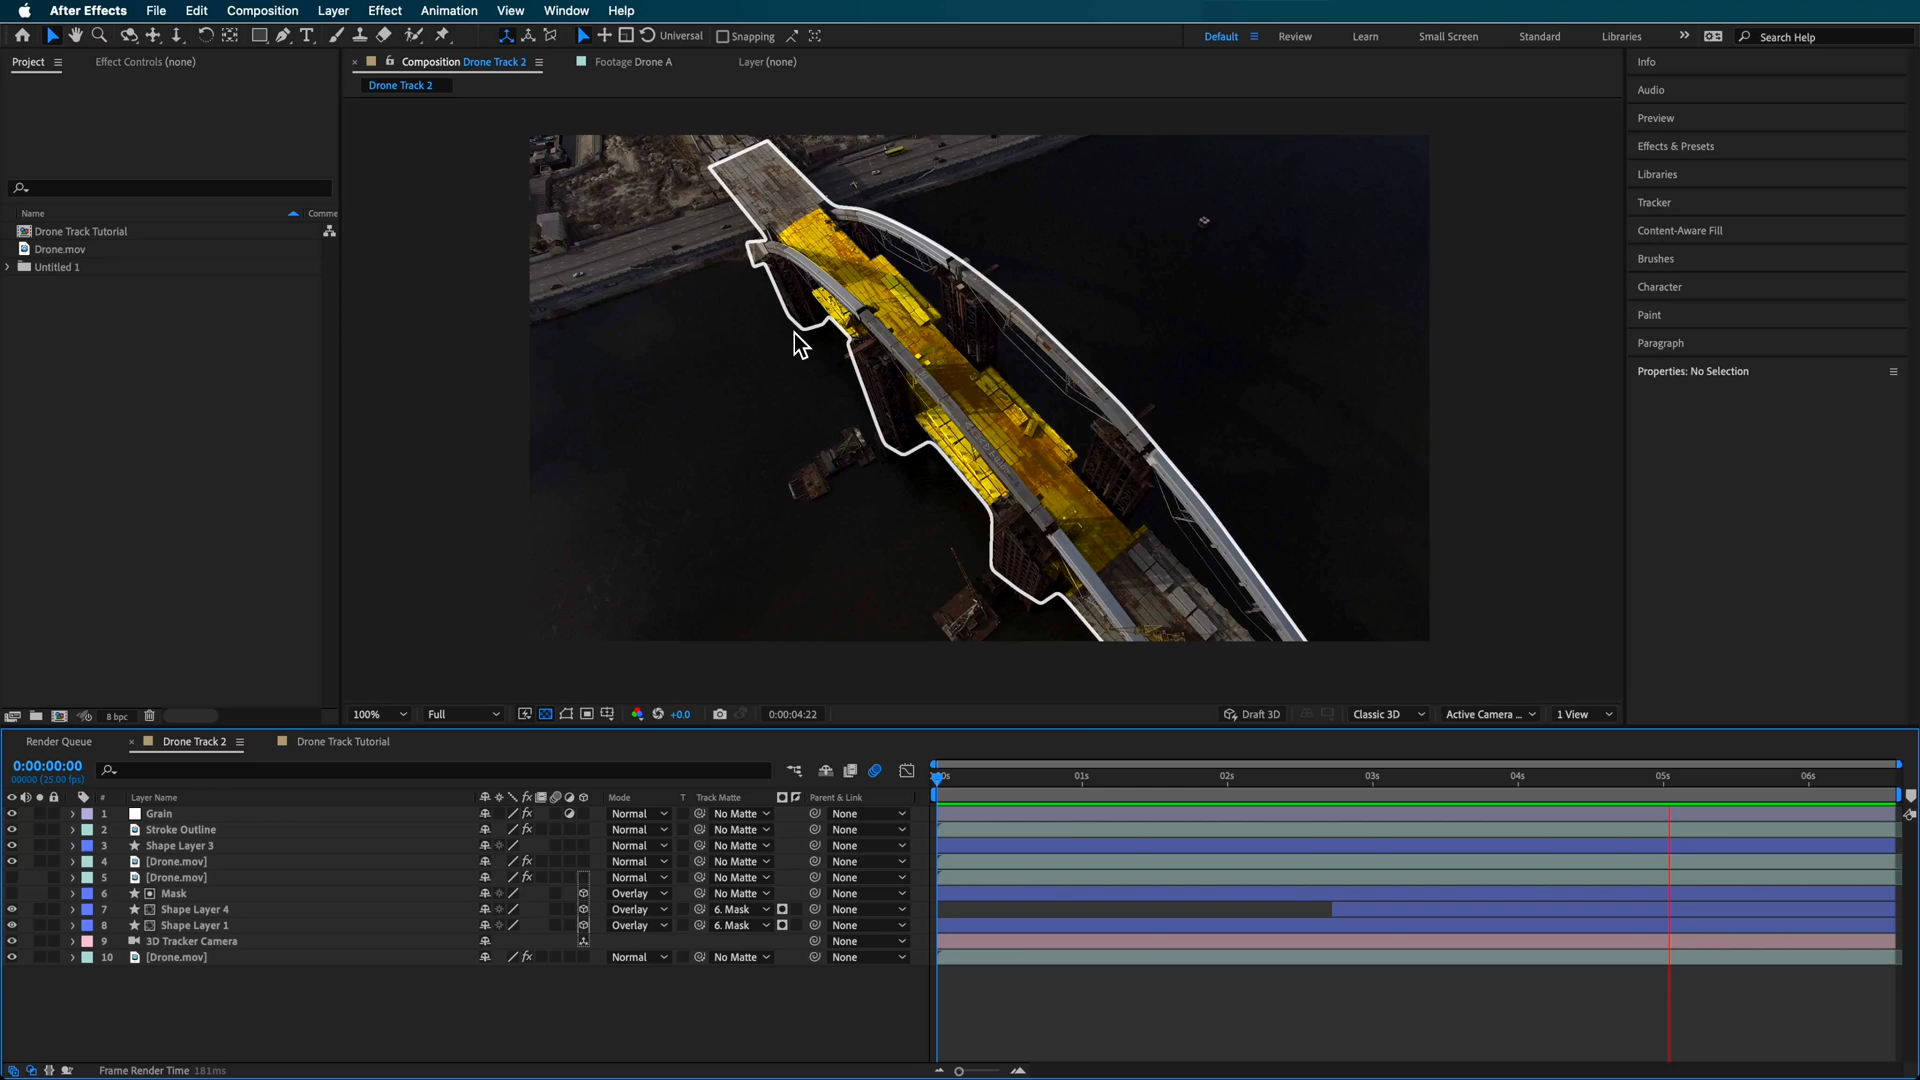 After Effects File Edit Composition Layer Effect Animation View Window Help
Universal Snapping Default Review Learn Small Screen Standard Libraries Search Help
Project Effect Controls (none)
Composition Drone Track 2 Footage Drone A Layer (none)
Drone Track 2
Info
Audio
Preview
Effects & Presets
Libraries
Tracker
Content-Aware Fill
Brushes
Character
Paint
Paragraph
Properties: No Selection
Name Comme
Drone Track Tutorial
Drone.mov
Untitled 1
8 bpc
100% Full +0.0 0:00:04:22 Draft 3D Classic 3D Active Camera ... 1 View
Render Queue Drone Track 2 Drone Track Tutorial
0:00:00:00
00000 (25.00 fps)
01s 02s 03s 04s 05s 06s
# Layer Name Mode T Track Matte Parent & Link
1 Grain Normal No Matte None
2 Stroke Outline Normal No Matte None
3 Shape Layer 3 Normal No Matte None
4 [Drone.mov] Normal No Matte None
5 [Drone.mov] Normal No Matte None
6 Mask Overlay No Matte None
7 Shape Layer 4 Overlay 6. Mask None
8 Shape Layer 1 Overlay 6. Mask None
9 3D Tracker Camera None
10 [Drone.mov] Normal No Matte None
Frame Render Time 181ms